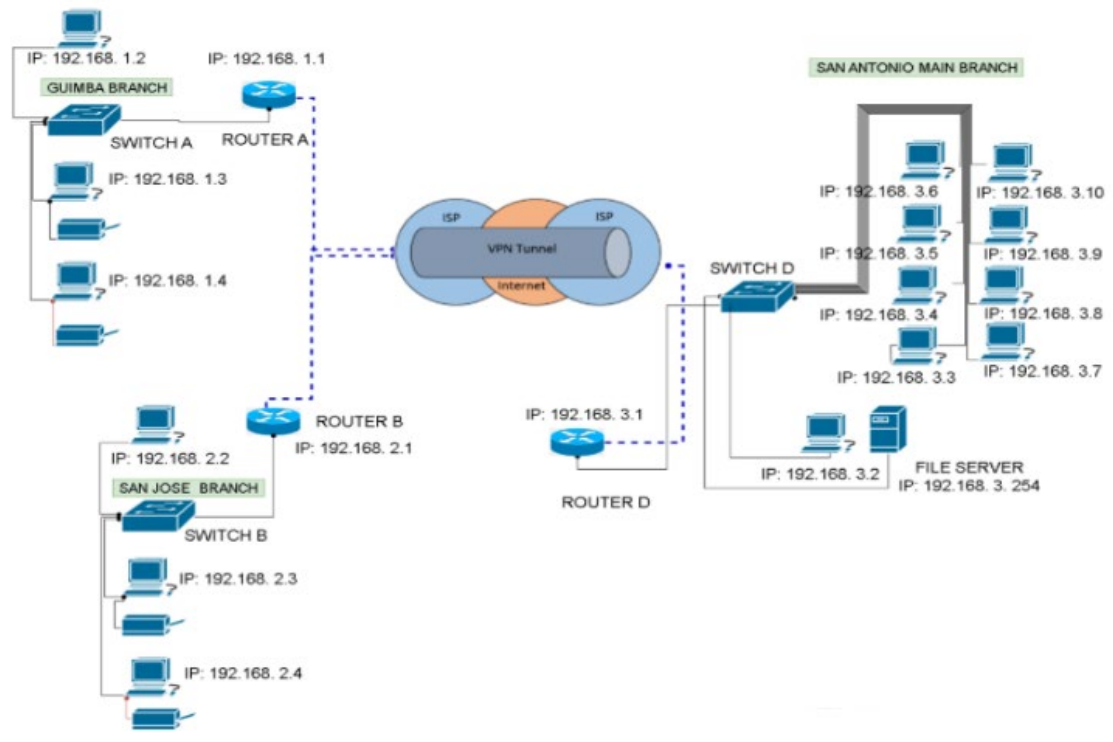 IP: 192.168. 1.2
IP: 192.168. 1.1
GUIMBA BRANCH
SWITCH A
ROUTER A
IP: 192.168. 1.3
IP: 192.168. 1.4
ISP
ISP
VPN Tunnel
Internet
SAN ANTONIO MAIN BRANCH
IP: 192.168. 3.6
IP: 192.168. 3.10
IP: 192.168. 3.5
IP: 192.168. 3.9
SWITCH D
IP: 192.168. 3.4
IP: 192.168. 3.8
IP: 192.168. 3.3
IP: 192.168. 3.7
IP: 192.168. 3.1
ROUTER D
IP: 192.168. 3.2
FILE SERVER
IP: 192.168. 3. 254
ROUTER B
IP: 192.168. 2.1
IP: 192.168. 2.2
SAN JOSE BRANCH
SWITCH B
IP: 192.168. 2.3
IP: 192.168. 2.4